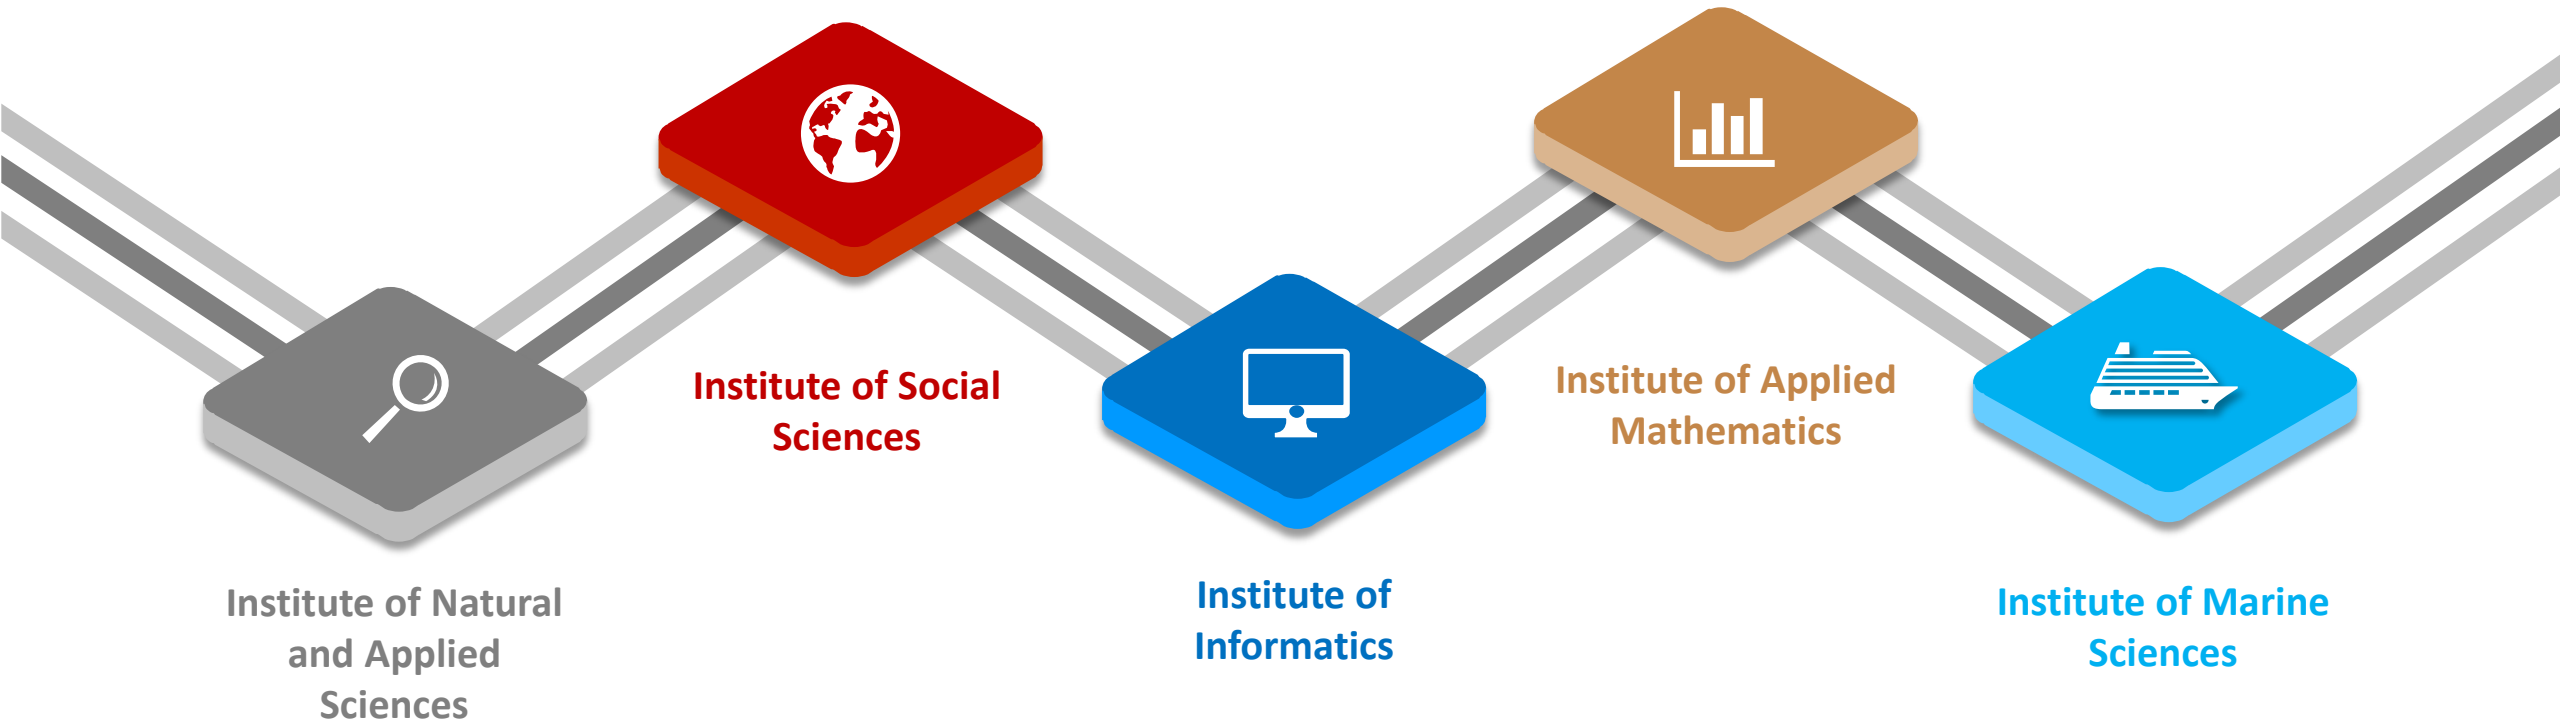 Institute of Natural
and Applied
Sciences
Institute of Social
Sciences
Institute of
Informatics
Institute of Applied
Mathematics
Institute of Marine
Sciences